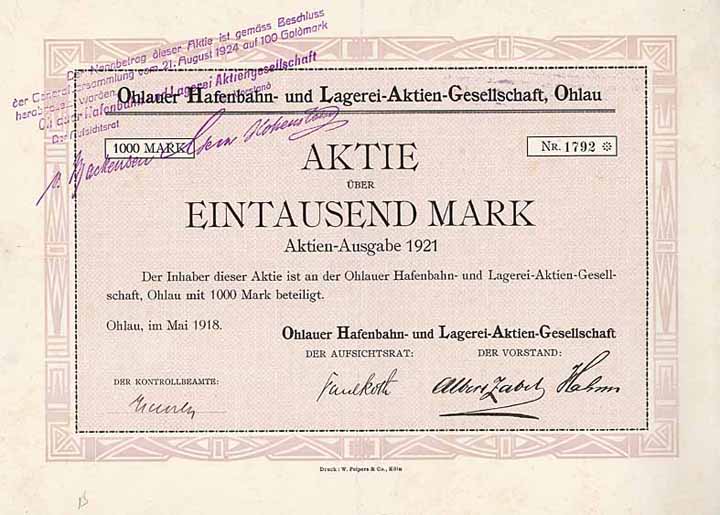 Der Nennbetrag dieser Aktie ist gemäss Beschluss
der Generalversammlung vom 21. August 1924 auf 100 Goldmark
herabgesetzt worden
Ohlauer Hafenbahn- und Lagerei Aktiengesellschaft
Der Aufsichtsrat Vorstand
Ohlauer Hafenbahn- und Lagerei-Aktien-Gesellschaft, Ohlau
1000 MARK
NR. 1792 ※
AKTIE
ÜBER
EINTAUSEND MARK
Aktien-Ausgabe 1921
Der Inhaber dieser Aktie ist an der Ohlauer Hafenbahn- und Lagerei-Aktien-Gesell-
schaft, Ohlau mit 1000 Mark beteiligt.
Ohlau, im Mai 1918.
Ohlauer Hafenbahn- und Lagerei-Aktien-Gesellschaft
DER AUFSICHTSRAT: DER VORSTAND:
DER KONTROLLBEAMTE:
Albert Zabel
Druck: W. Peipers & Co., Köln